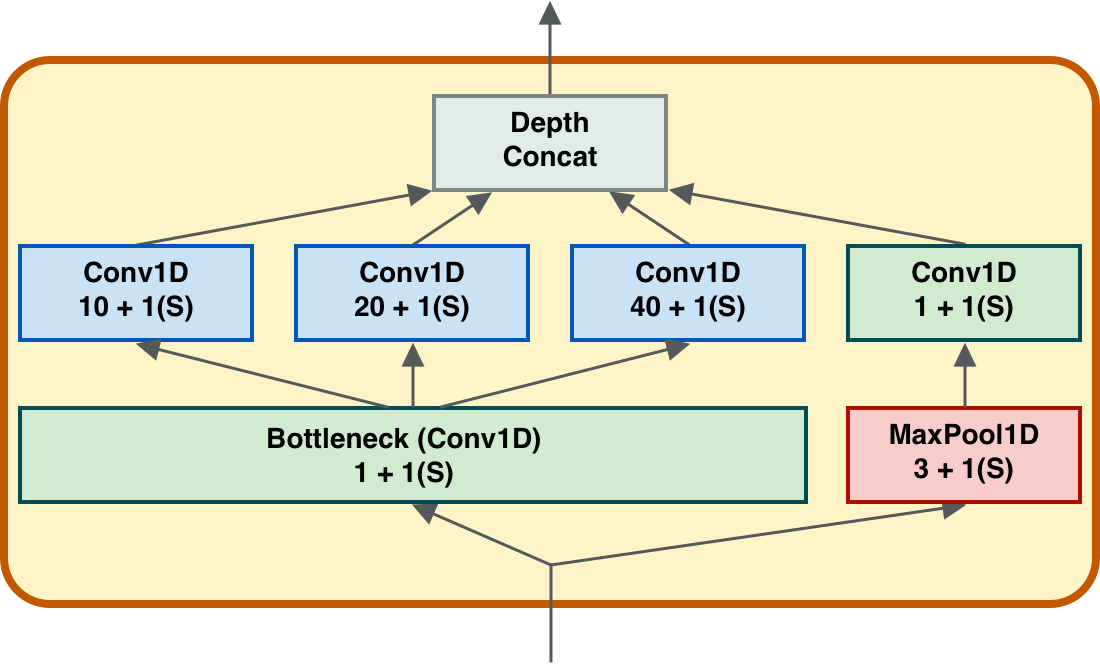 Depth
Concat
Conv1D
10 + 1(S)
Conv1D
20 + 1(S)
Conv1D
40 + 1(S)
Conv1D
1 + 1(S)
Bottleneck (Conv1D)
1 + 1(S)
MaxPool1D
3 + 1(S)